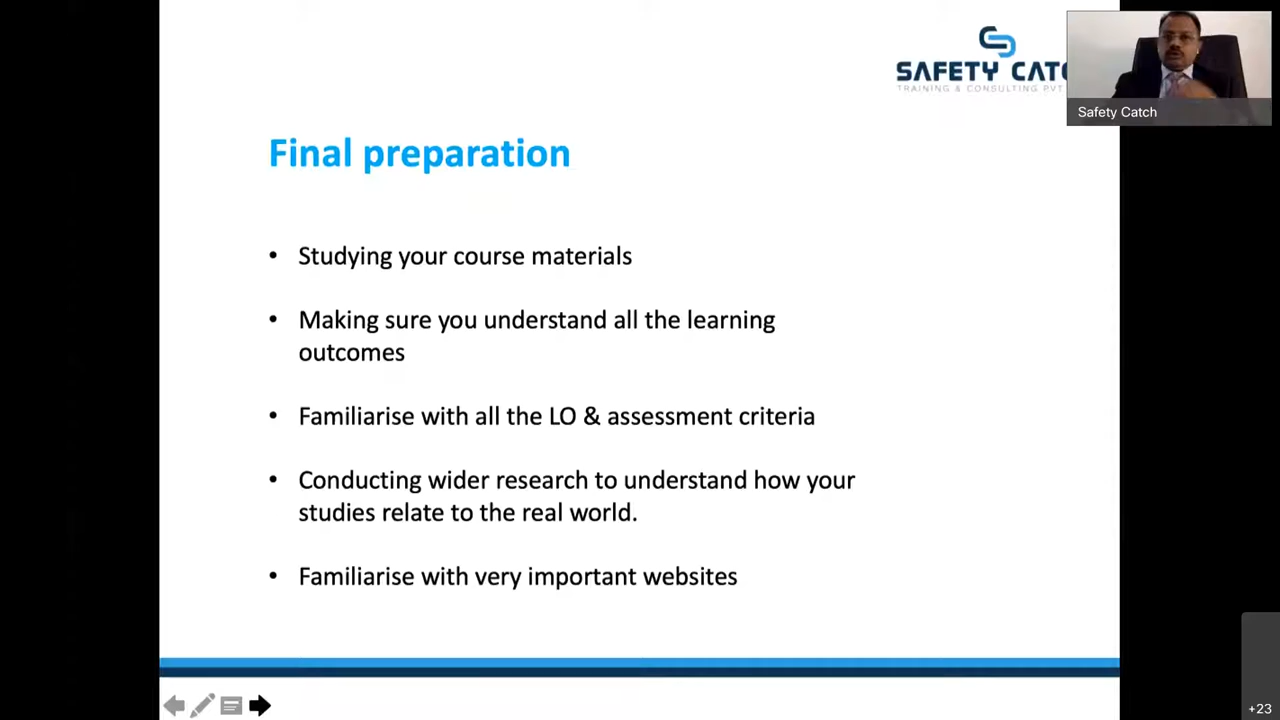 SAFETY CATC
TRAINING & CONSULTING PVT
Safety Catch
Final preparation
• Studying your course materials
• Making sure you understand all the learning
outcomes
• Familiarise with all the LO & assessment criteria
• Conducting wider research to understand how your
studies relate to the real world.
• Familiarise with very important websites
+23